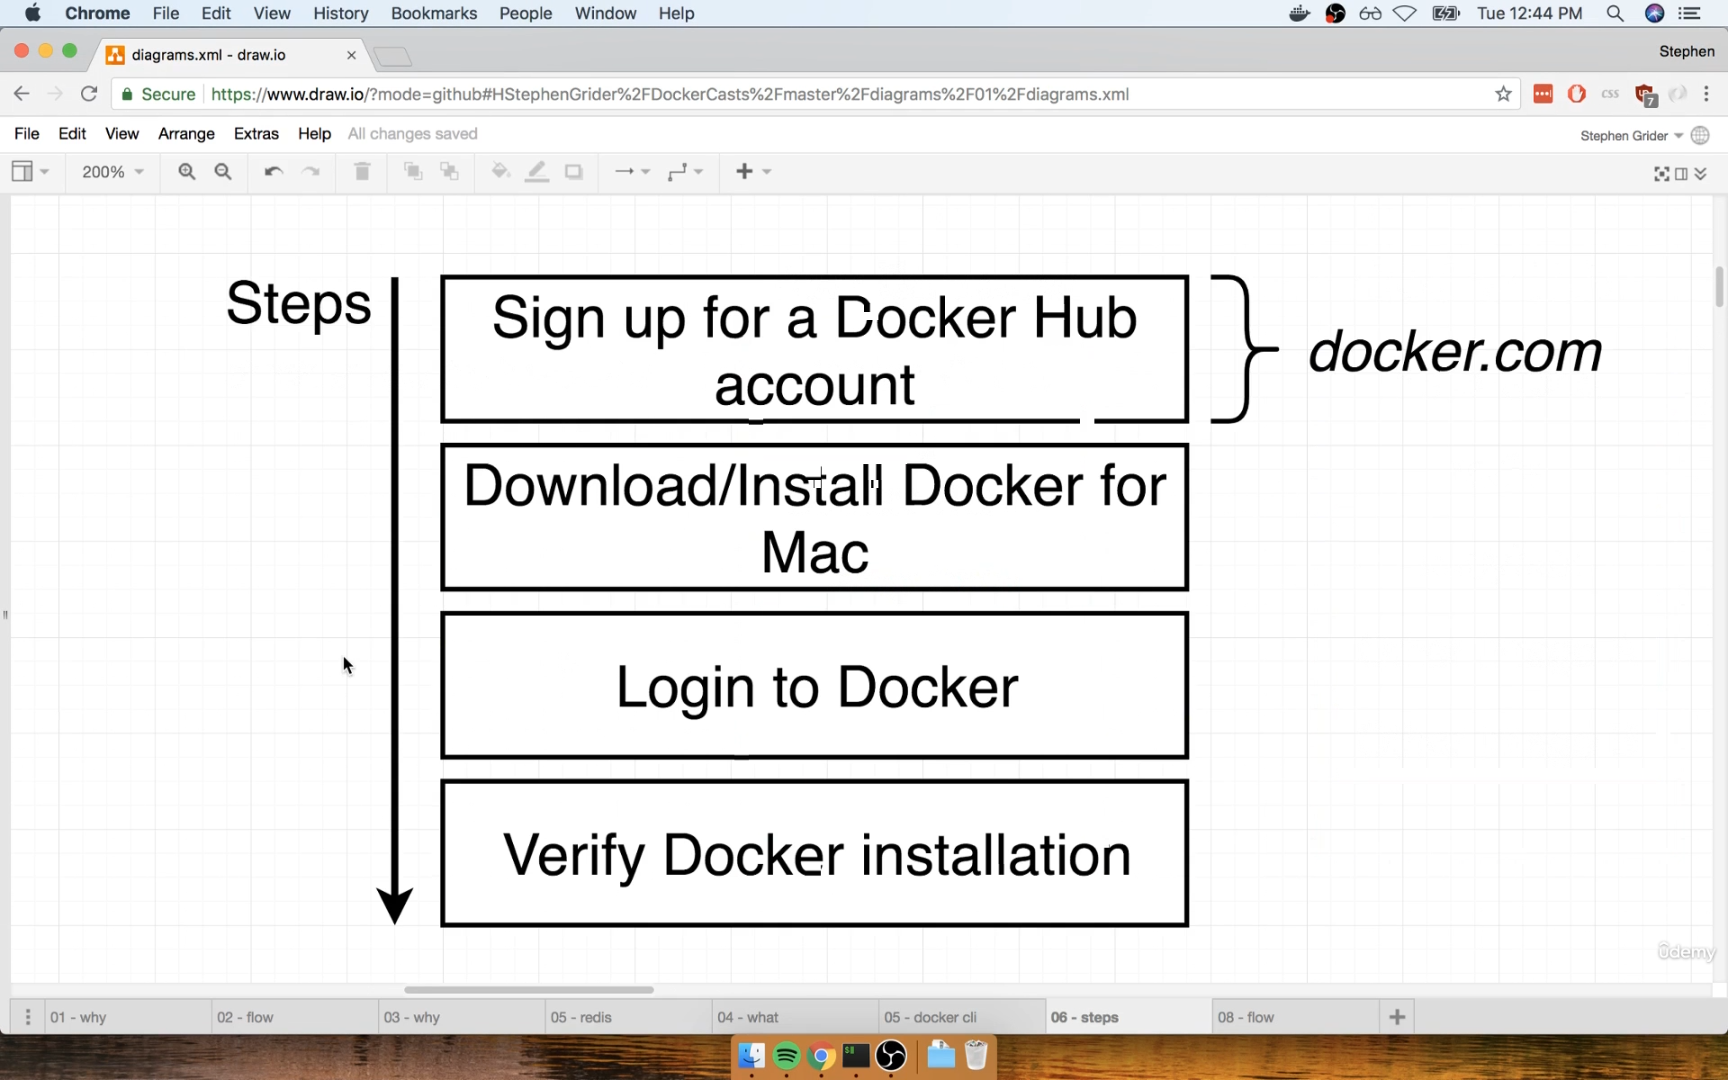 Chrome File Edit View History Bookmarks People Window Help Tue 12:44 PM
diagrams.xml - draw.io Stephen
Secure https://www.draw.io/?mode=github#HStephenGrider%2FDockerCasts%2Fmaster%2Fdiagrams%2F01%2Fdiagrams.xml CSS 7
File Edit View Arrange Extras Help All changes saved Stephen Grider
200%
Steps
Sign up for a Docker Hub
account
docker.com
Download/Install Docker for
Mac
Login to Docker
Verify Docker installation
ûdemy
01 - why 02 - flow 03 - why 05 - redis 04 - what 05 - docker cli 06 - steps 08 - flow